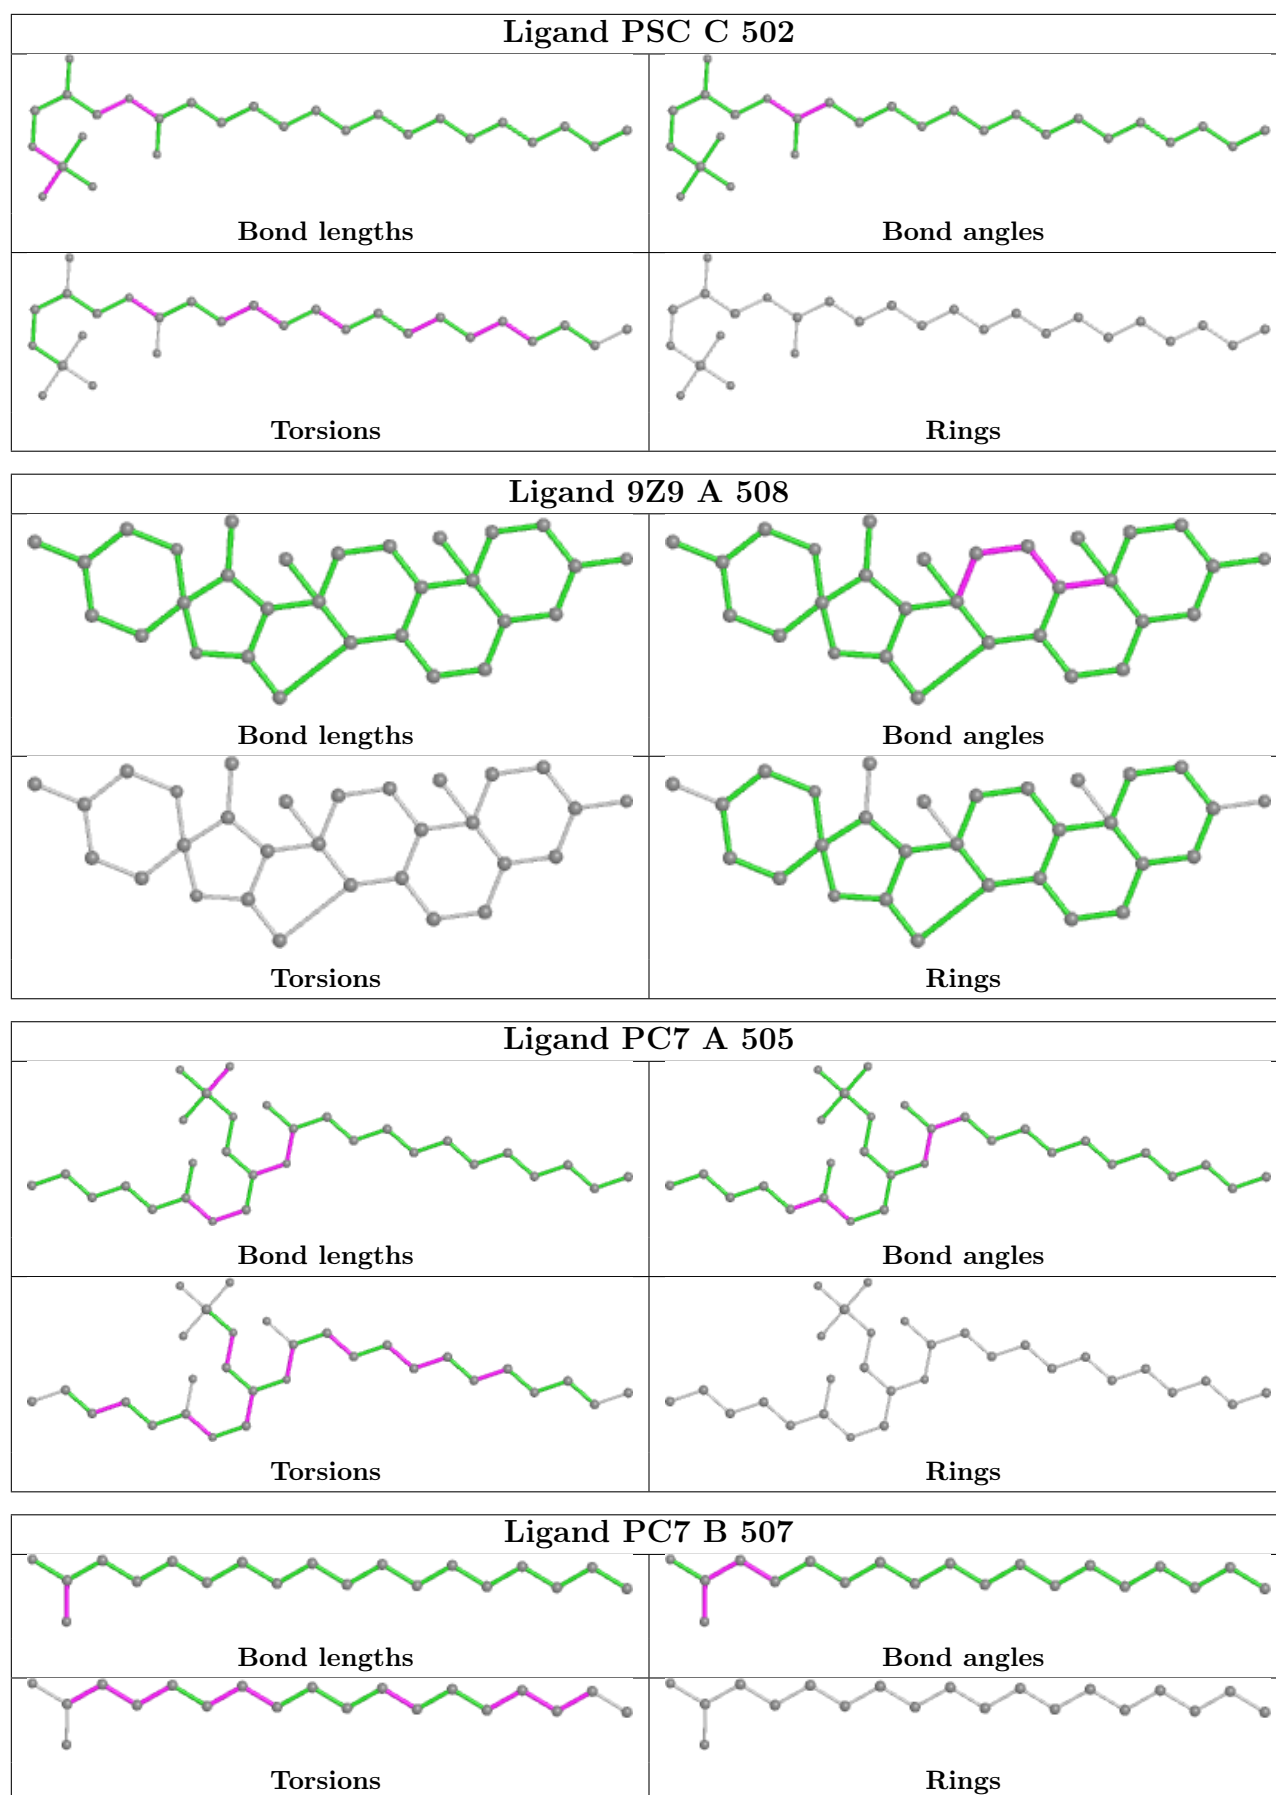 Ligand PSC C 502
Bond lengths
Bond angles
Torsions
Rings
Ligand 9Z9 A 508
Bond lengths
Bond angles
Torsions
Rings
Ligand PC7 A 505
Bond lengths
Bond angles
Torsions
Rings
Ligand PC7 B 507
Bond lengths
Bond angles
Torsions
Rings